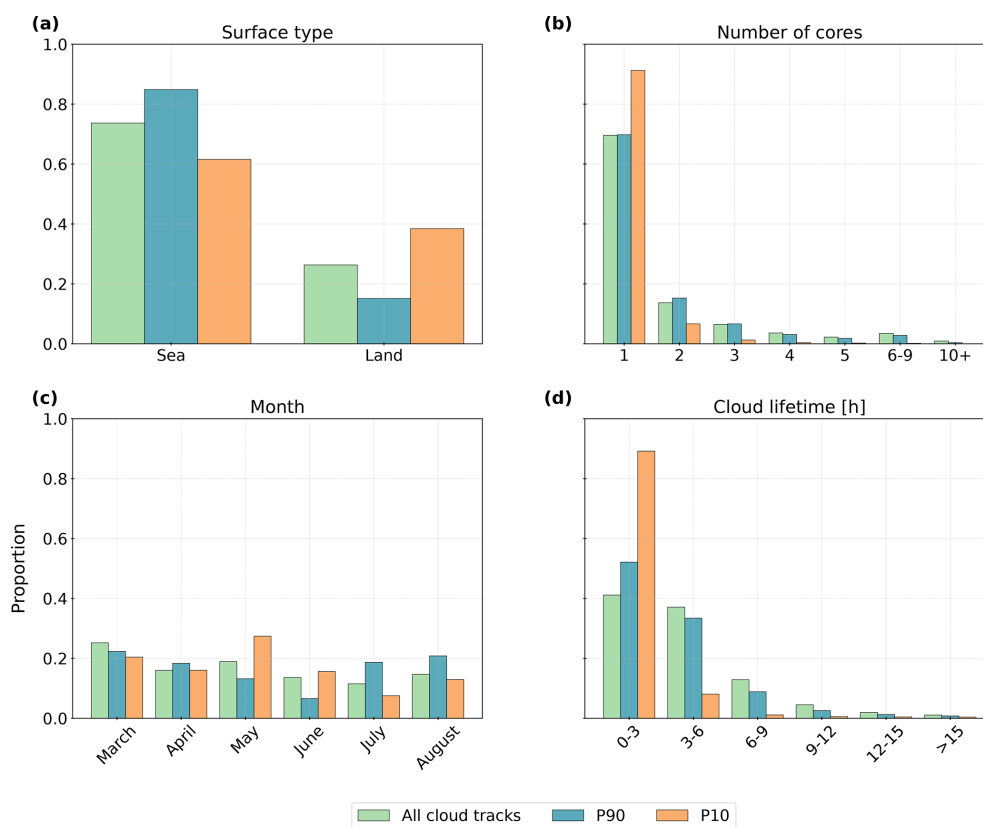 (a)
Surface type
1.0
0.8
0.6
0.4
0.2
0.0
Sea Land
(b)
Number of cores
1 2 3 4 5 6-9 10+
(c)
Month
Proportion
1.0
0.8
0.6
0.4
0.2
0.0
March April May June July August
(d)
Cloud lifetime [h]
0-3 3-6 6-9 9-12 12-15 >15
All cloud tracks P90 P10